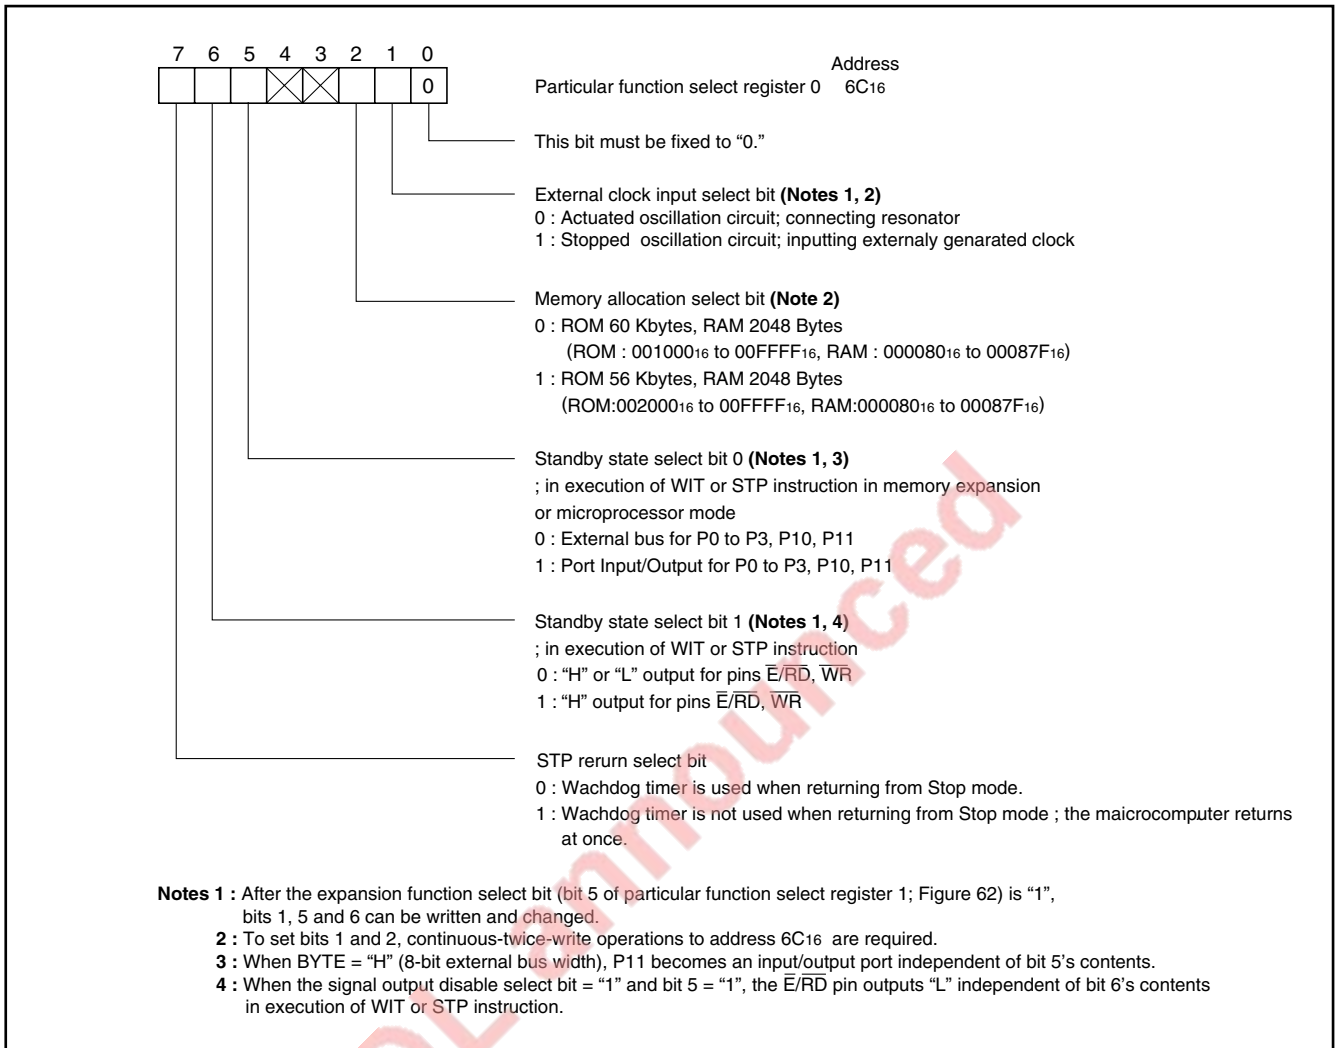 7 6 5 4 3 2 1 0
0
Address
Particular function select register 0 6C16
This bit must be fixed to “0.”
External clock input select bit (Notes 1, 2)
0 : Actuated oscillation circuit; connecting resonator
1 : Stopped oscillation circuit; inputting externaly genarated clock
Memory allocation select bit (Note 2)
0 : ROM 60 Kbytes, RAM 2048 Bytes
(ROM : 00100016 to 00FFFF16, RAM : 00008016 to 00087F16)
1 : ROM 56 Kbytes, RAM 2048 Bytes
(ROM:00200016 to 00FFFF16, RAM:00008016 to 00087F16)
Standby state select bit 0 (Notes 1, 3)
; in execution of WIT or STP instruction in memory expansion
or microprocessor mode
0 : External bus for P0 to P3, P10, P11
1 : Port Input/Output for P0 to P3, P10, P11
Standby state select bit 1 (Notes 1, 4)
; in execution of WIT or STP instruction
0 : “H” or “L” output for pins E̅/R̅D̅, W̅R̅
1 : “H” output for pins E̅/R̅D̅, W̅R̅
STP rerurn select bit
0 : Wachdog timer is used when returning from Stop mode.
1 : Wachdog timer is not used when returning from Stop mode ; the maicrocomputer returns
at once.
Notes 1 : After the expansion function select bit (bit 5 of particular function select register 1; Figure 62) is “1”,
bits 1, 5 and 6 can be written and changed.
2 : To set bits 1 and 2, continuous-twice-write operations to address 6C16 are required.
3 : When BYTE = “H” (8-bit external bus width), P11 becomes an input/output port independent of bit 5’s contents.
4 : When the signal output disable select bit = “1” and bit 5 = “1”, the E̅/R̅D̅ pin outputs “L” independent of bit 6’s contents
in execution of WIT or STP instruction.
announced